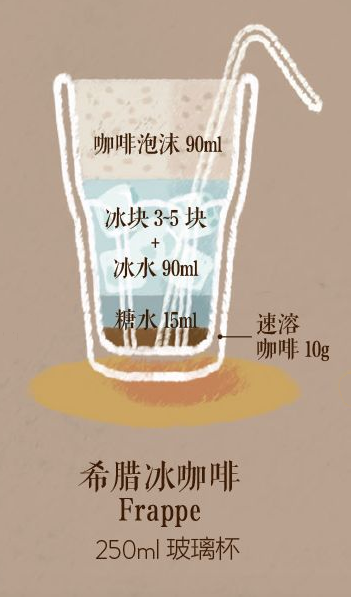 咖啡泡沫 90ml
冰块 3-5 块
+
冰水 90ml
糖水 15ml
速溶
咖啡 10g
希腊冰咖啡
Frappe
250ml 玻璃杯